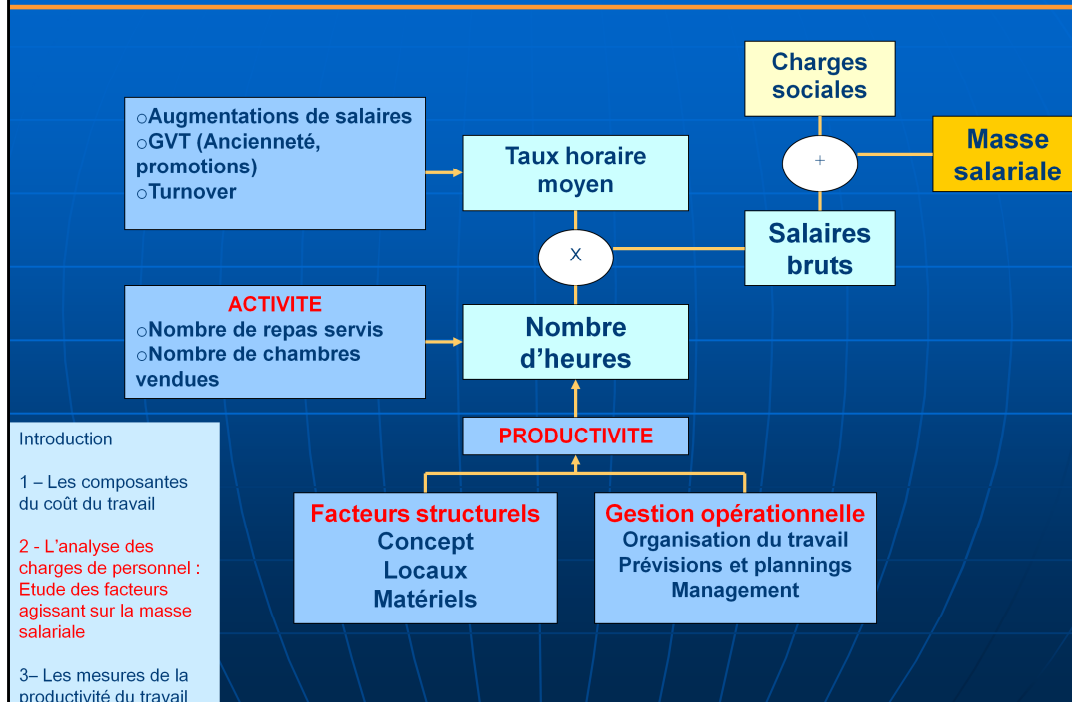 Charges
sociales
Masse
salariale
+
Salaires
bruts
oAugmentations de salaires
oGVT (Ancienneté,
promotions)
oTurnover
Taux horaire
moyen
X
ACTIVITE
oNombre de repas servis
oNombre de chambres
vendues
Nombre
d’heures
PRODUCTIVITE
Facteurs structurels
Concept
Locaux
Matériels
Gestion opérationnelle
Organisation du travail
Prévisions et plannings
Management
Introduction
1 – Les composantes
du coût du travail
2 - L’analyse des
charges de personnel :
Etude des facteurs
agissant sur la masse
salariale
3– Les mesures de la
productivité du travail